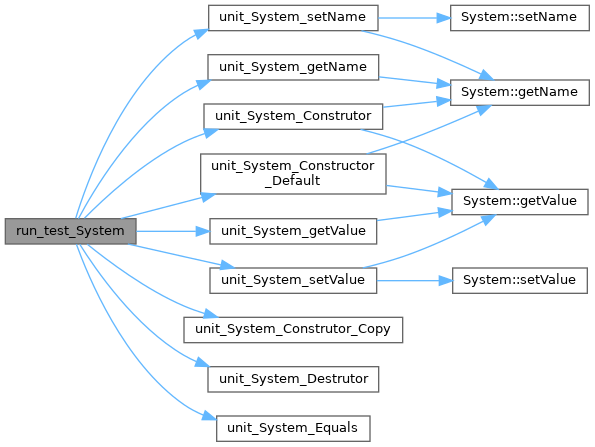 run_test_System
unit_System_setName
unit_System_getName
unit_System_Construtor
unit_System_Constructor
_Default
unit_System_getValue
unit_System_setValue
unit_System_Construtor_Copy
unit_System_Destrutor
unit_System_Equals
System::setName
System::getName
System::getValue
System::setValue